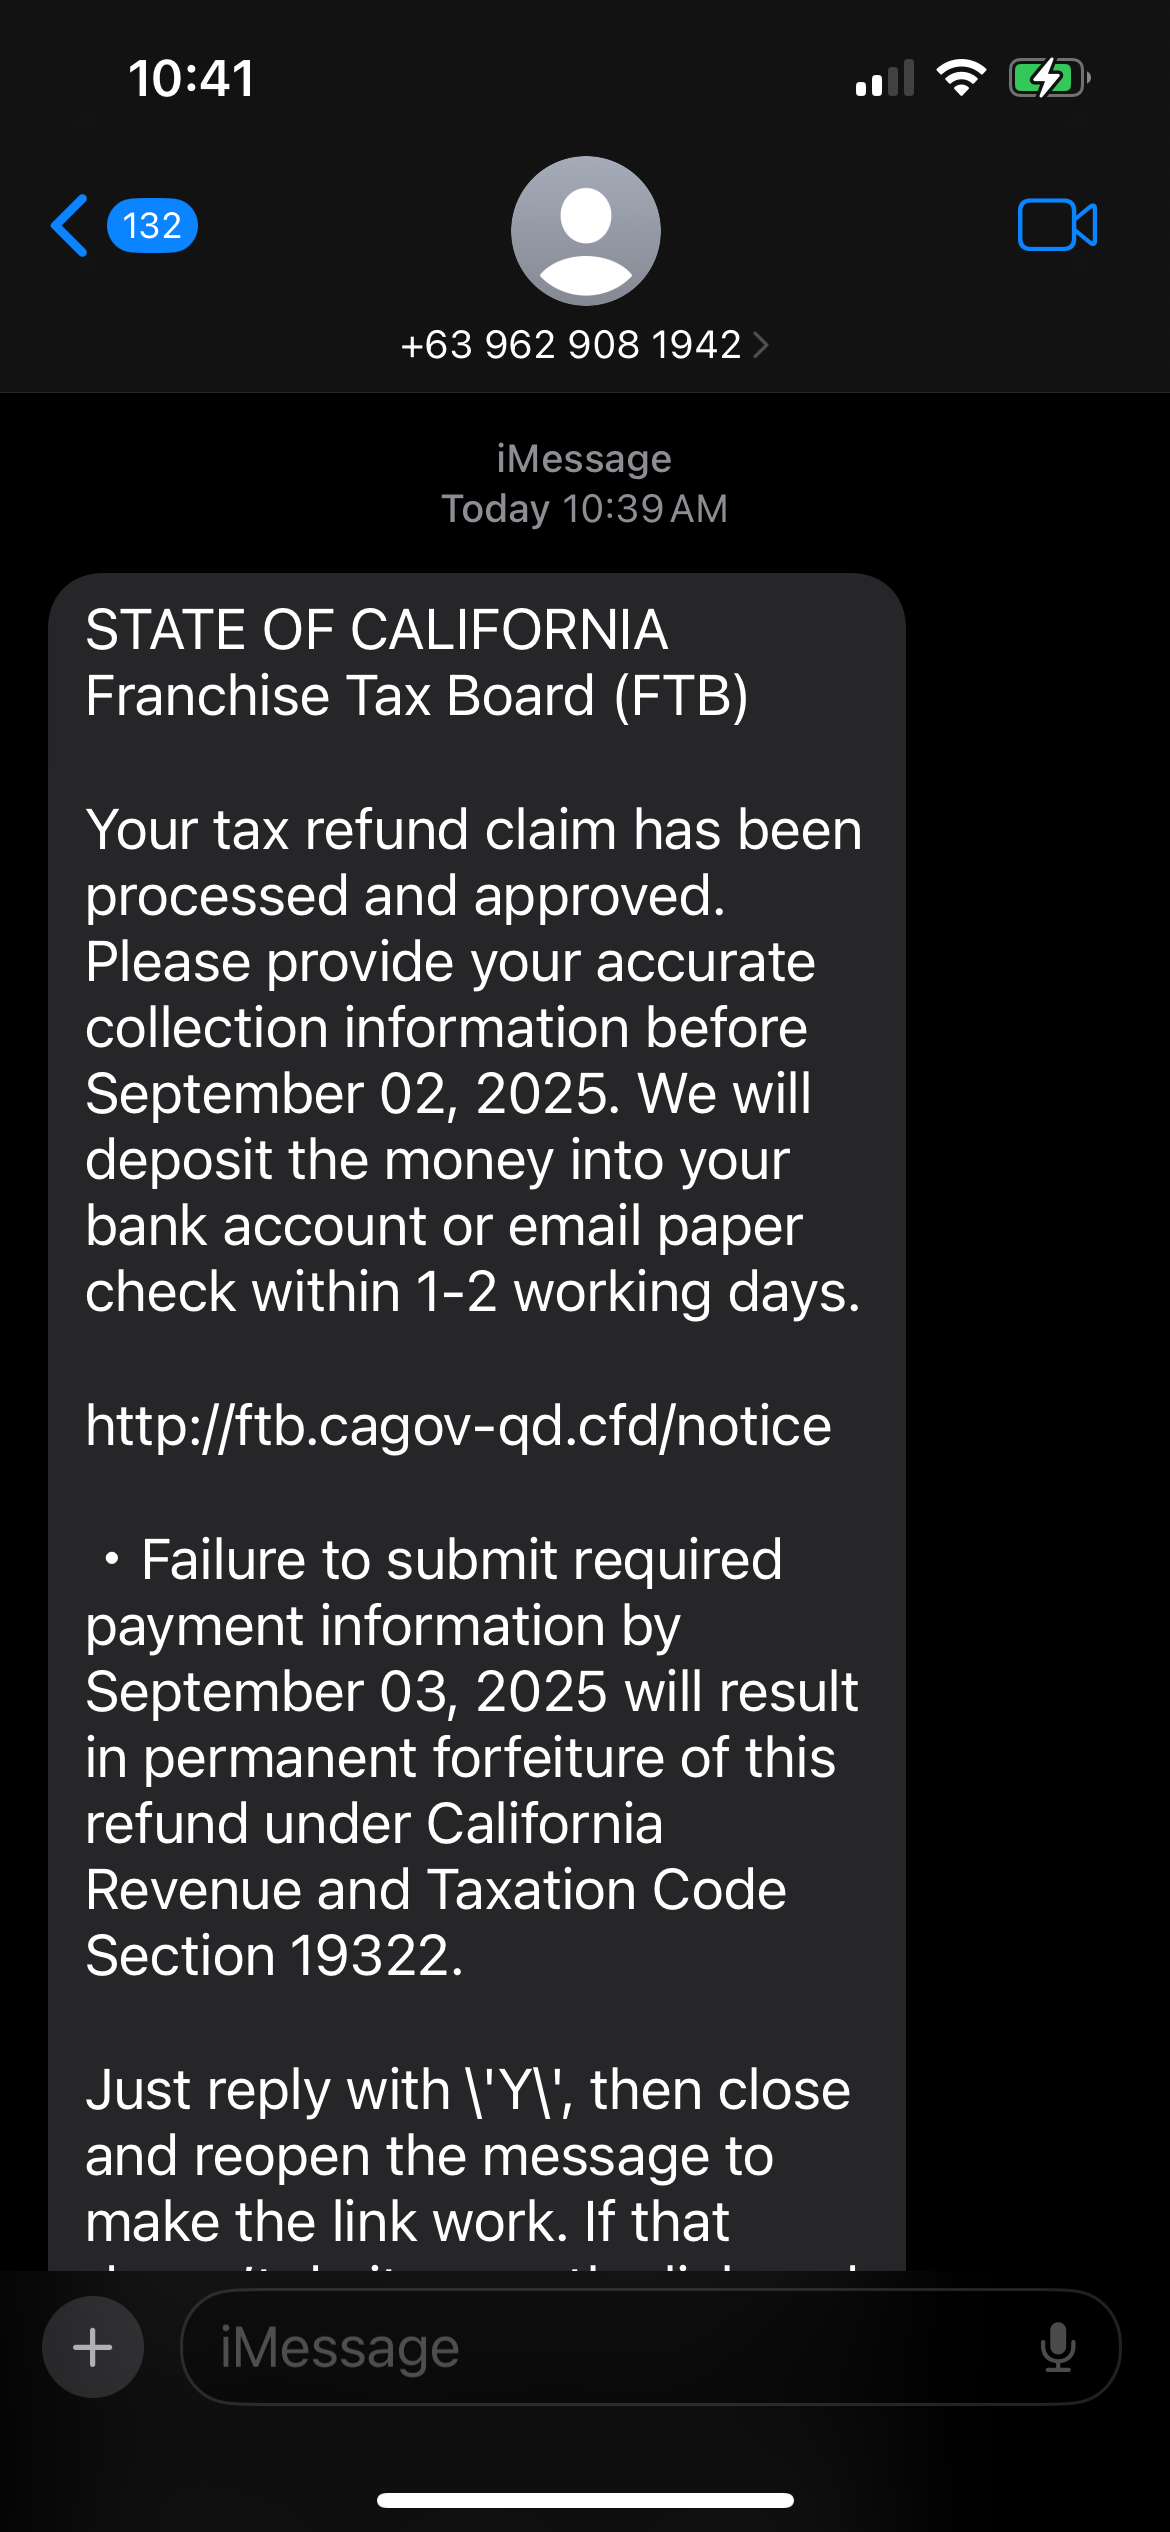 10:41
132
+63 962 908 1942
iMessage
Today 10:39 AM
STATE OF CALIFORNIA
Franchise Tax Board (FTB)
Your tax refund claim has been
processed and approved.
Please provide your accurate
collection information before
September 02, 2025. We will
deposit the money into your
bank account or email paper
check within 1-2 working days.
http://ftb.cagov-qd.cfd/notice
• Failure to submit required
payment information by
September 03, 2025 will result
in permanent forfeiture of this
refund under California
Revenue and Taxation Code
Section 19322.
Just reply with \'Y\', then close
and reopen the message to
make the link work. If that
iMessage